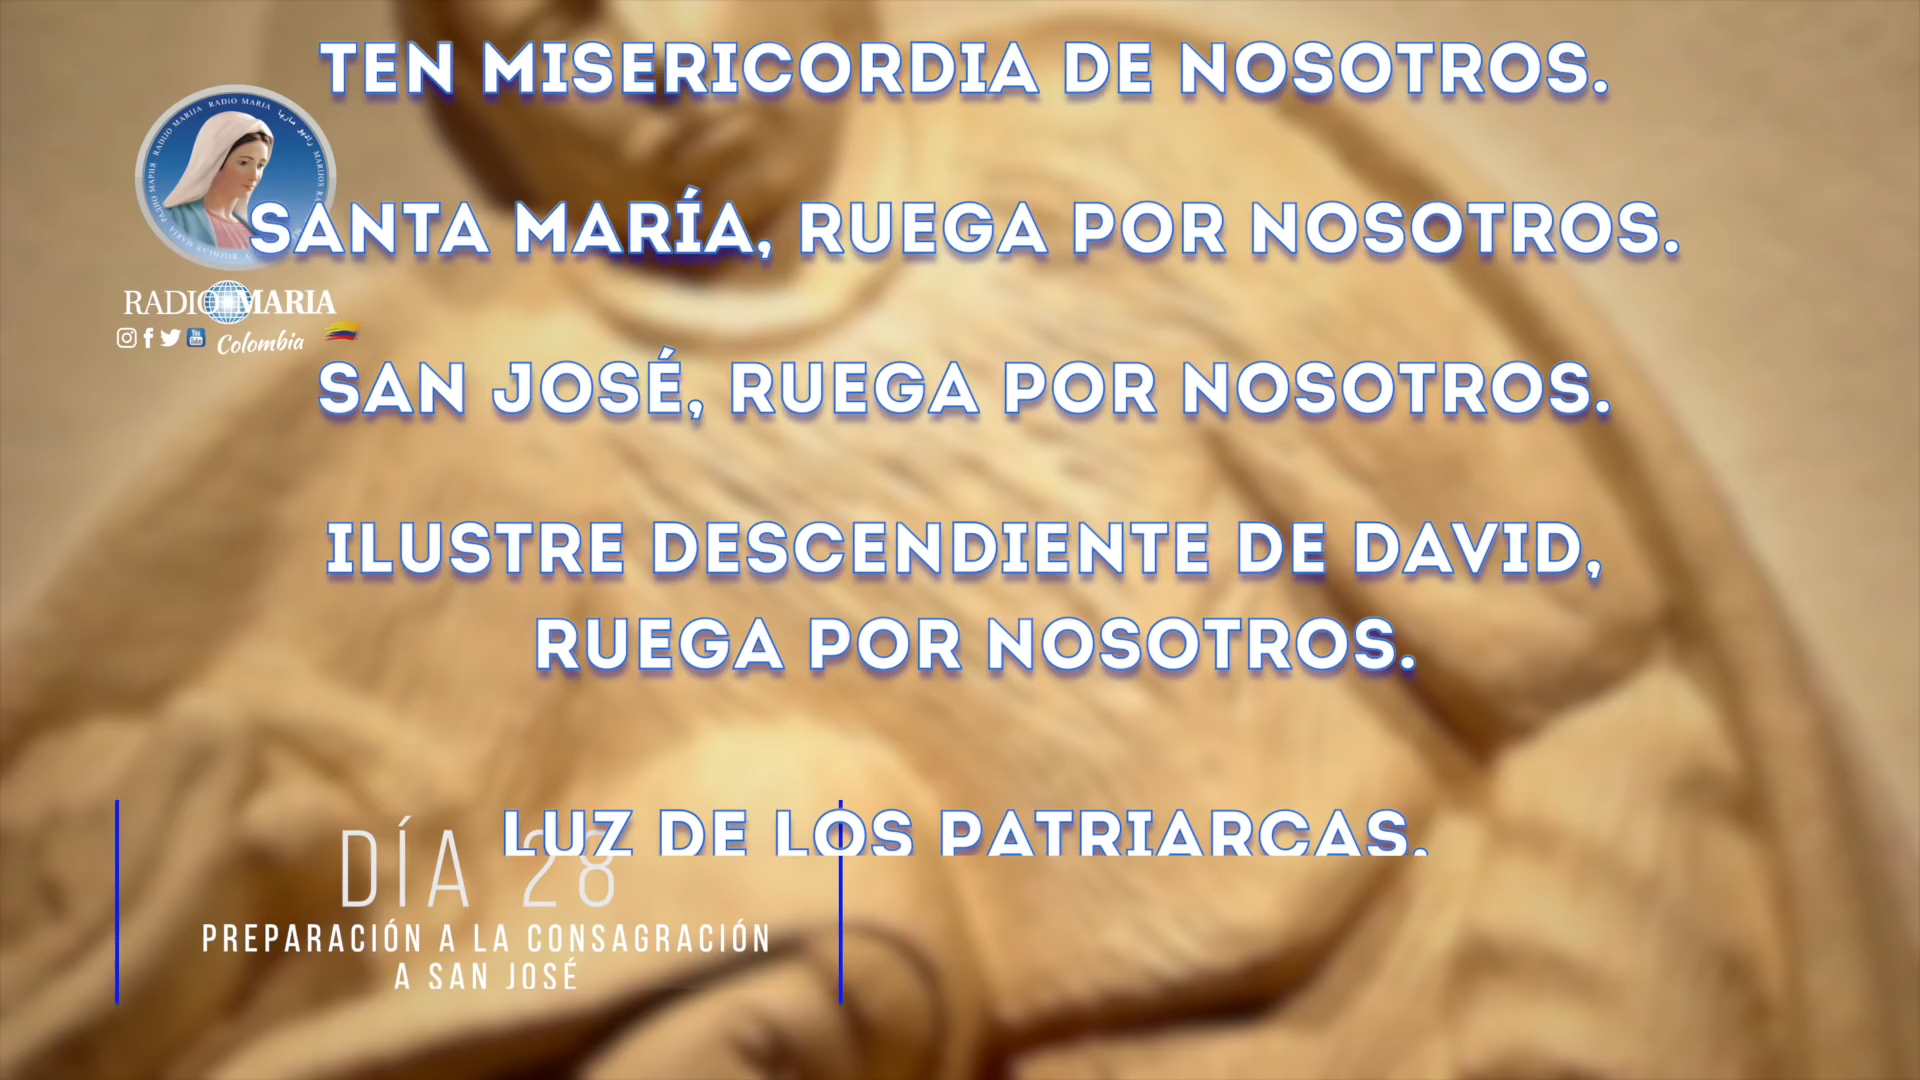 TEN MISERICORDIA DE NOSOTROS.
SANTA MARÍA, RUEGA POR NOSOTROS.
RADIO MARIA
Colombia
SAN JOSÉ, RUEGA POR NOSOTROS.
ILUSTRE DESCENDIENTE DE DAVID,
RUEGA POR NOSOTROS.
LUZ DE LOS PATRIARCAS,
DÍA 28
PREPARACIÓN A LA CONSAGRACIÓN
A SAN JOSÉ